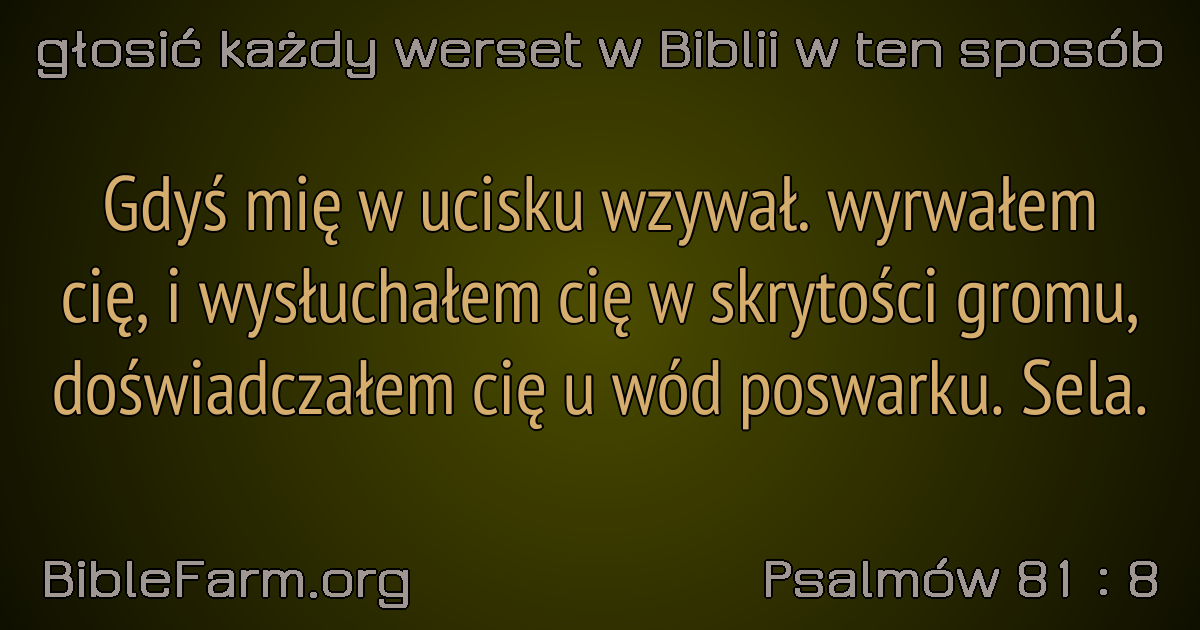 głosić każdy werset w Biblii w ten sposób
Gdyś mię w ucisku wzywał. wyrwałem
cię, i wysłuchałem cię w skrytości gromu,
doświadczałem cię u wód poswarku. Sela.
BibleFarm.org
Psalmów 81 : 8